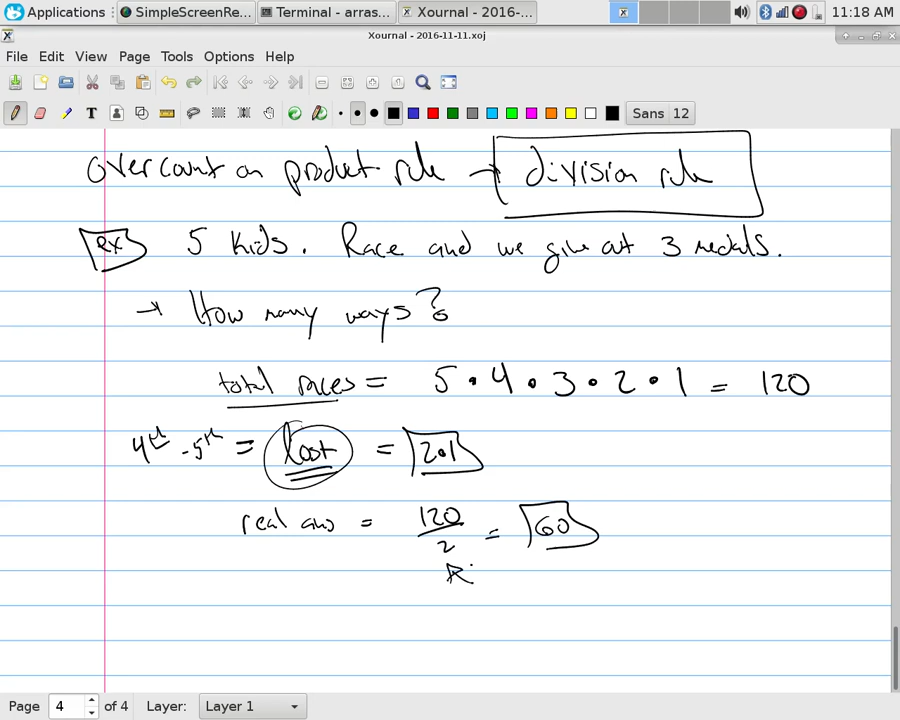 Applications SimpleScreenRe... Terminal - arras... Xournal - 2016-... 11:18 AM
Xournal - 2016-11-11.xoj
File Edit View Page Tools Options Help
Sans 12
overcount on product rule → division rule
ex 5 kids. Race and we give out 3 medals.
→ How many ways?
total races = 5 • 4 • 3 • 2 • 1 = 120
4th - 5th = Lost = 2•1
real ans = 120/2 = 60
Page 4 of 4 Layer: Layer 1